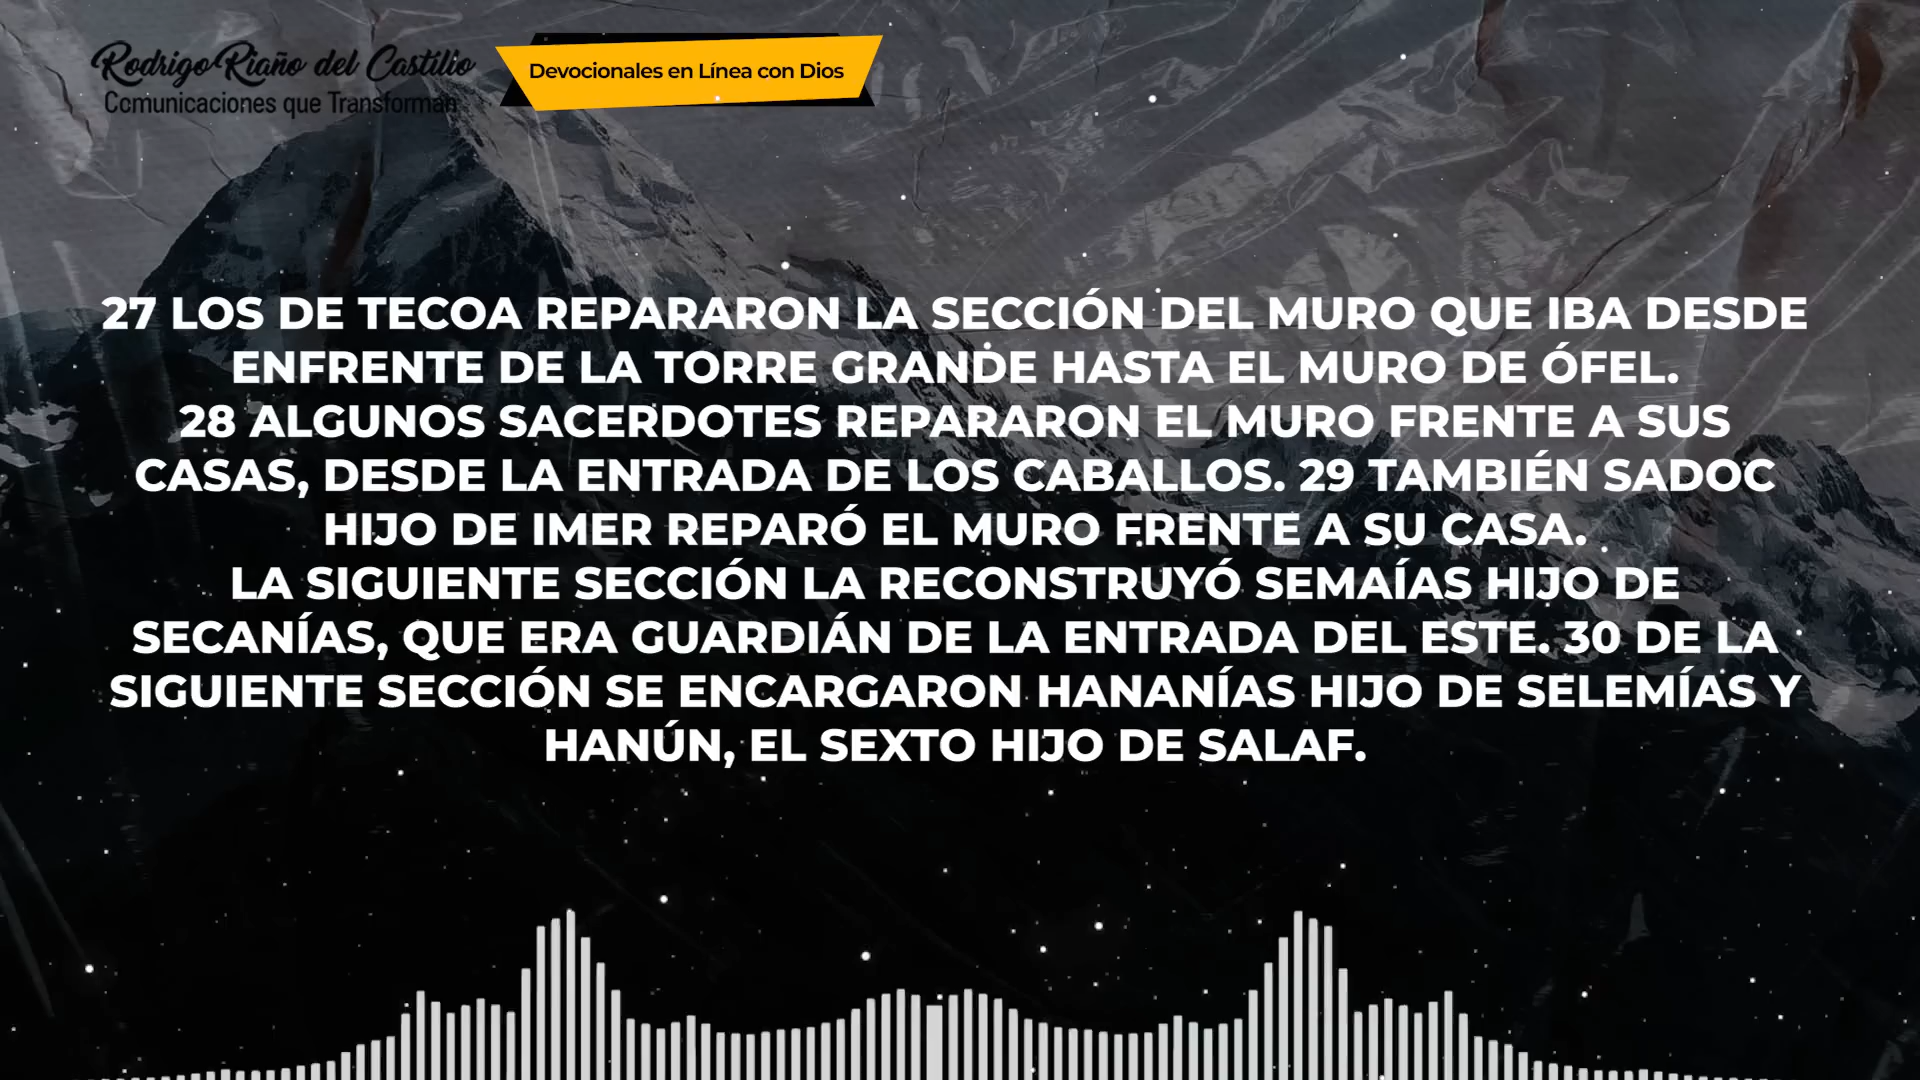 Rodrigo Riaño del Castillo
Comunicaciones que Transforman
Devocionales en Línea con Dios
27 LOS DE TECOA REPARARON LA SECCIÓN DEL MURO QUE IBA DESDE
ENFRENTE DE LA TORRE GRANDE HASTA EL MURO DE ÓFEL.
28 ALGUNOS SACERDOTES REPARARON EL MURO FRENTE A SUS
CASAS, DESDE LA ENTRADA DE LOS CABALLOS. 29 TAMBIÉN SADOC
HIJO DE IMER REPARÓ EL MURO FRENTE A SU CASA.
LA SIGUIENTE SECCIÓN LA RECONSTRUYÓ SEMAÍAS HIJO DE
SECANÍAS, QUE ERA GUARDIÁN DE LA ENTRADA DEL ESTE. 30 DE LA
SIGUIENTE SECCIÓN SE ENCARGARON HANANÍAS HIJO DE SELEMÍAS Y
HANÚN, EL SEXTO HIJO DE SALAF.